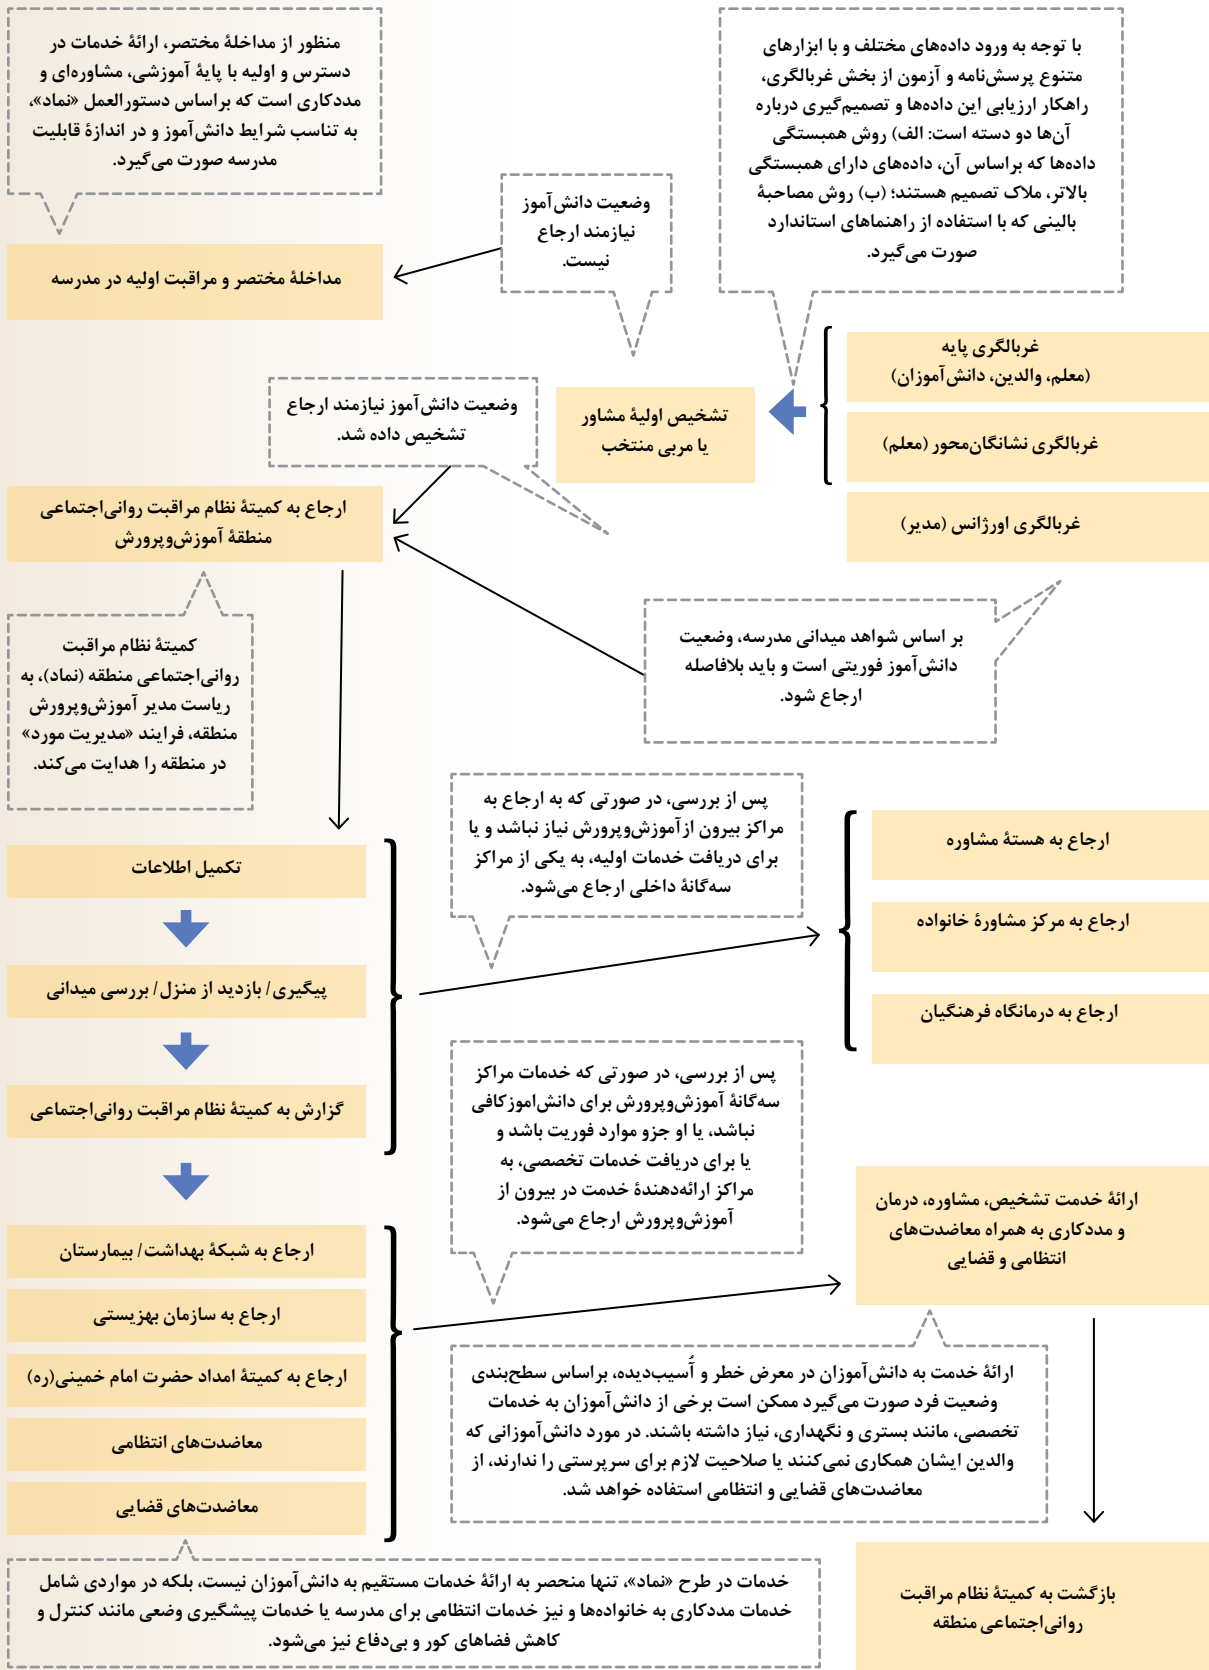 با توجه به ورود داده‌های مختلف و با ابزارهای
متنوع پرسش‌نامه و آزمون از بخش غربالگری،
راهکار ارزیابی این داده‌ها و تصمیم‌گیری درباره
آن‌ها دو دسته است: الف) روش همبستگی
داده‌ها که براساس آن، داده‌های دارای همبستگی
بالاتر، ملاک تصمیم هستند؛ (ب) روش مصاحبهٔ
بالینی که با استفاده از راهنماهای استاندارد
صورت می‌گیرد.
منظور از مداخلهٔ مختصر، ارائهٔ خدمات در
دسترس و اولیه با پایهٔ آموزشی، مشاوره‌ای و
مددکاری است که براساس دستورالعمل «نماد»،
به تناسب شرایط دانش‌آموز و در اندازهٔ قابلیت
مدرسه صورت می‌گیرد.
وضعیت دانش‌آموز
نیازمند ارجاع
نیست.
مداخلهٔ مختصر و مراقبت اولیه در مدرسه
غربالگری پایه
(معلم، والدین، دانش‌آموزان)
غربالگری نشانگان‌محور (معلم)
غربالگری اورژانس (مدیر)
تشخیص اولیهٔ مشاور
یا مربی منتخب
وضعیت دانش‌آموز نیازمند ارجاع
تشخیص داده شد.
ارجاع به کمیتهٔ نظام مراقبت روانی‌اجتماعی
منطقهٔ آموزش‌وپرورش
بر اساس شواهد میدانی مدرسه، وضعیت
دانش‌آموز فوریتی است و باید بلافاصله
ارجاع شود.
کمیتهٔ نظام مراقبت
روانی‌اجتماعی منطقه (نماد)، به
ریاست مدیر آموزش‌وپرورش
منطقه، فرایند «مدیریت مورد»
در منطقه را هدایت می‌کند.
پس از بررسی، در صورتی که به ارجاع به
مراکز بیرون ازآموزش‌وپرورش نیاز نباشد و یا
برای دریافت خدمات اولیه، به یکی از مراکز
سه‌گانهٔ داخلی ارجاع می‌شود.
ارجاع به هستهٔ مشاوره
ارجاع به مرکز مشاورهٔ خانواده
ارجاع به درمانگاه فرهنگیان
تکمیل اطلاعات
پیگیری/ بازدید از منزل/ بررسی میدانی
گزارش به کمیتهٔ نظام مراقبت روانی‌اجتماعی
پس از بررسی، در صورتی که خدمات مراکز
سه‌گانهٔ آموزش‌وپرورش برای دانش‌اموزکافی
نباشد، یا او جزو موارد فوریت باشد و
یا برای دریافت خدمات تخصصی، به
مراکز ارائه‌دهندهٔ خدمت در بیرون از
آموزش‌وپرورش ارجاع می‌شود.
ارائهٔ خدمت تشخیص، مشاوره، درمان
و مددکاری به همراه معاضدت‌های
انتظامی و قضایی
ارجاع به شبکهٔ بهداشت/ بیمارستان
ارجاع به سازمان بهزیستی
ارجاع به کمیتهٔ امداد حضرت امام خمینی(ره)
معاضدت‌های انتظامی
معاضدت‌های قضایی
ارائهٔ خدمت به دانش‌آموزان در معرض خطر و آُسیب‌دیده، براساس سطح‌بندی
وضعیت فرد صورت می‌گیرد ممکن است برخی از دانش‌آموزان به خدمات
تخصصی، مانند بستری و نگهداری، نیاز داشته باشند. در مورد دانش‌آموزانی که
والدین ایشان همکاری نمی‌کنند یا صلاحیت لازم برای سرپرستی را ندارند، از
معاضدت‌های قضایی و انتظامی استفاده خواهد شد.
خدمات در طرح «نماد»، تنها منحصر به ارائهٔ خدمات مستقیم به دانش‌آموزان نیست، بلکه در مواردی شامل
خدمات مددکاری به خانواده‌ها و نیز خدمات انتظامی برای مدرسه یا خدمات پیشگیری وضعی مانند کنترل و
کاهش فضاهای کور و بی‌دفاع نیز می‌شود.
بازگشت به کمیتهٔ نظام مراقبت
روانی‌اجتماعی منطقه